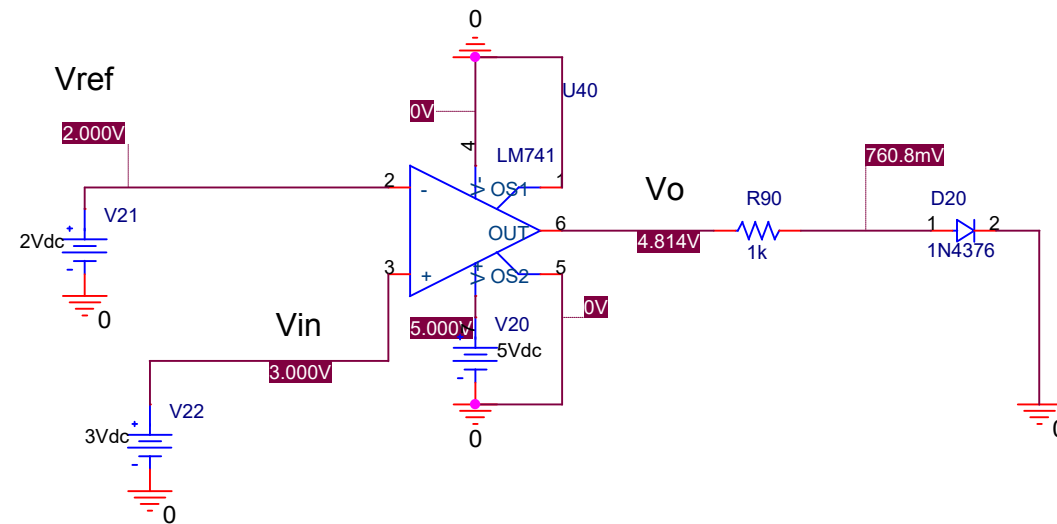 0
Vref
U40
0V
2.000V
4
LM741
1
760.8mV
2
-
V-
OS1
Vo
R90
D20
+
V21
OUT
6
1
2
2Vdc
4.814V
1k
1N4376
-
3
+
V+
OS2
5
0
Vin
5.000V
7
V20
0V
+
5Vdc
3.000V
-
+
V22
0
0
3Vdc
-
0